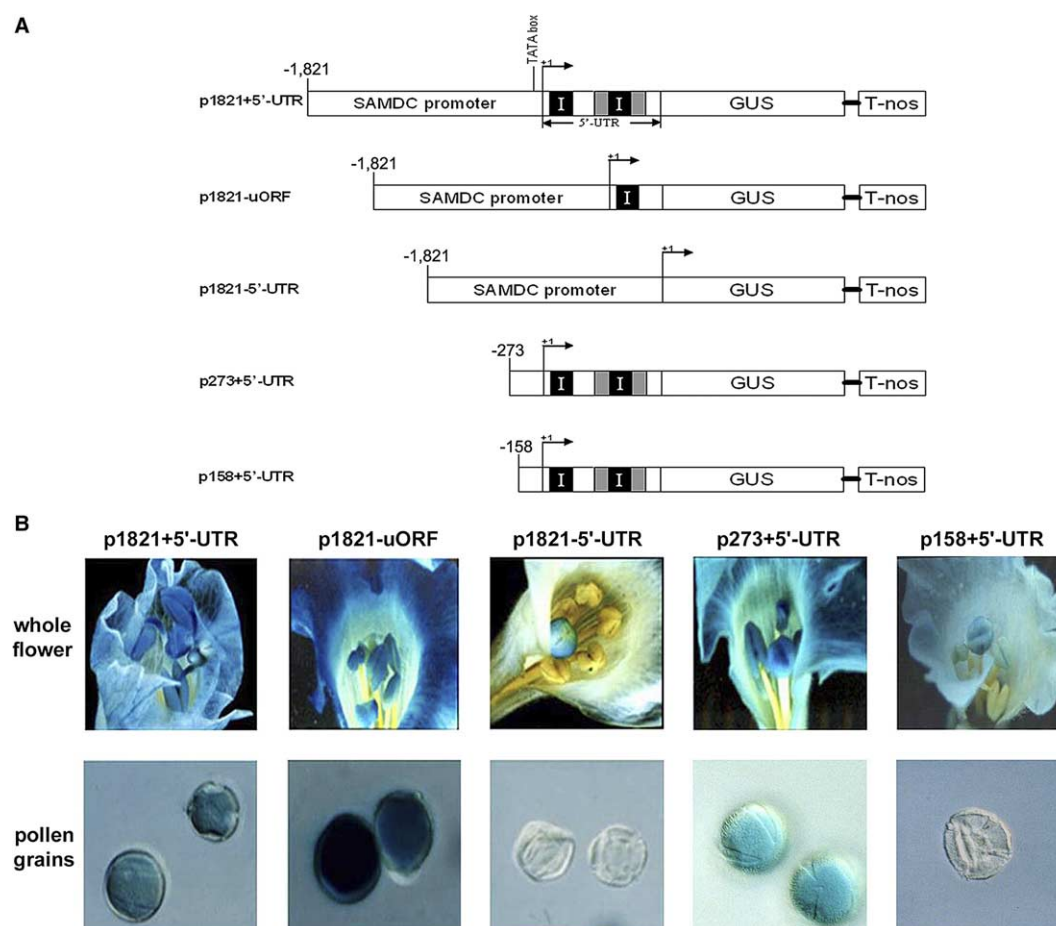 A
TATA box
-1,821
+1
p1821+5’-UTR
SAMDC promoter
I
I
GUS
T-nos
5’-UTR
-1,821
+1
p1821-uORF
SAMDC promoter
I
GUS
T-nos
-1,821
+1
p1821-5’-UTR
SAMDC promoter
GUS
T-nos
-273
+1
p273+5’-UTR
I
I
GUS
T-nos
-158
+1
p158+5’-UTR
I
I
GUS
T-nos
B
p1821+5'-UTR
p1821-uORF
p1821-5'-UTR
p273+5'-UTR
p158+5'-UTR
whole
flower
pollen
grains